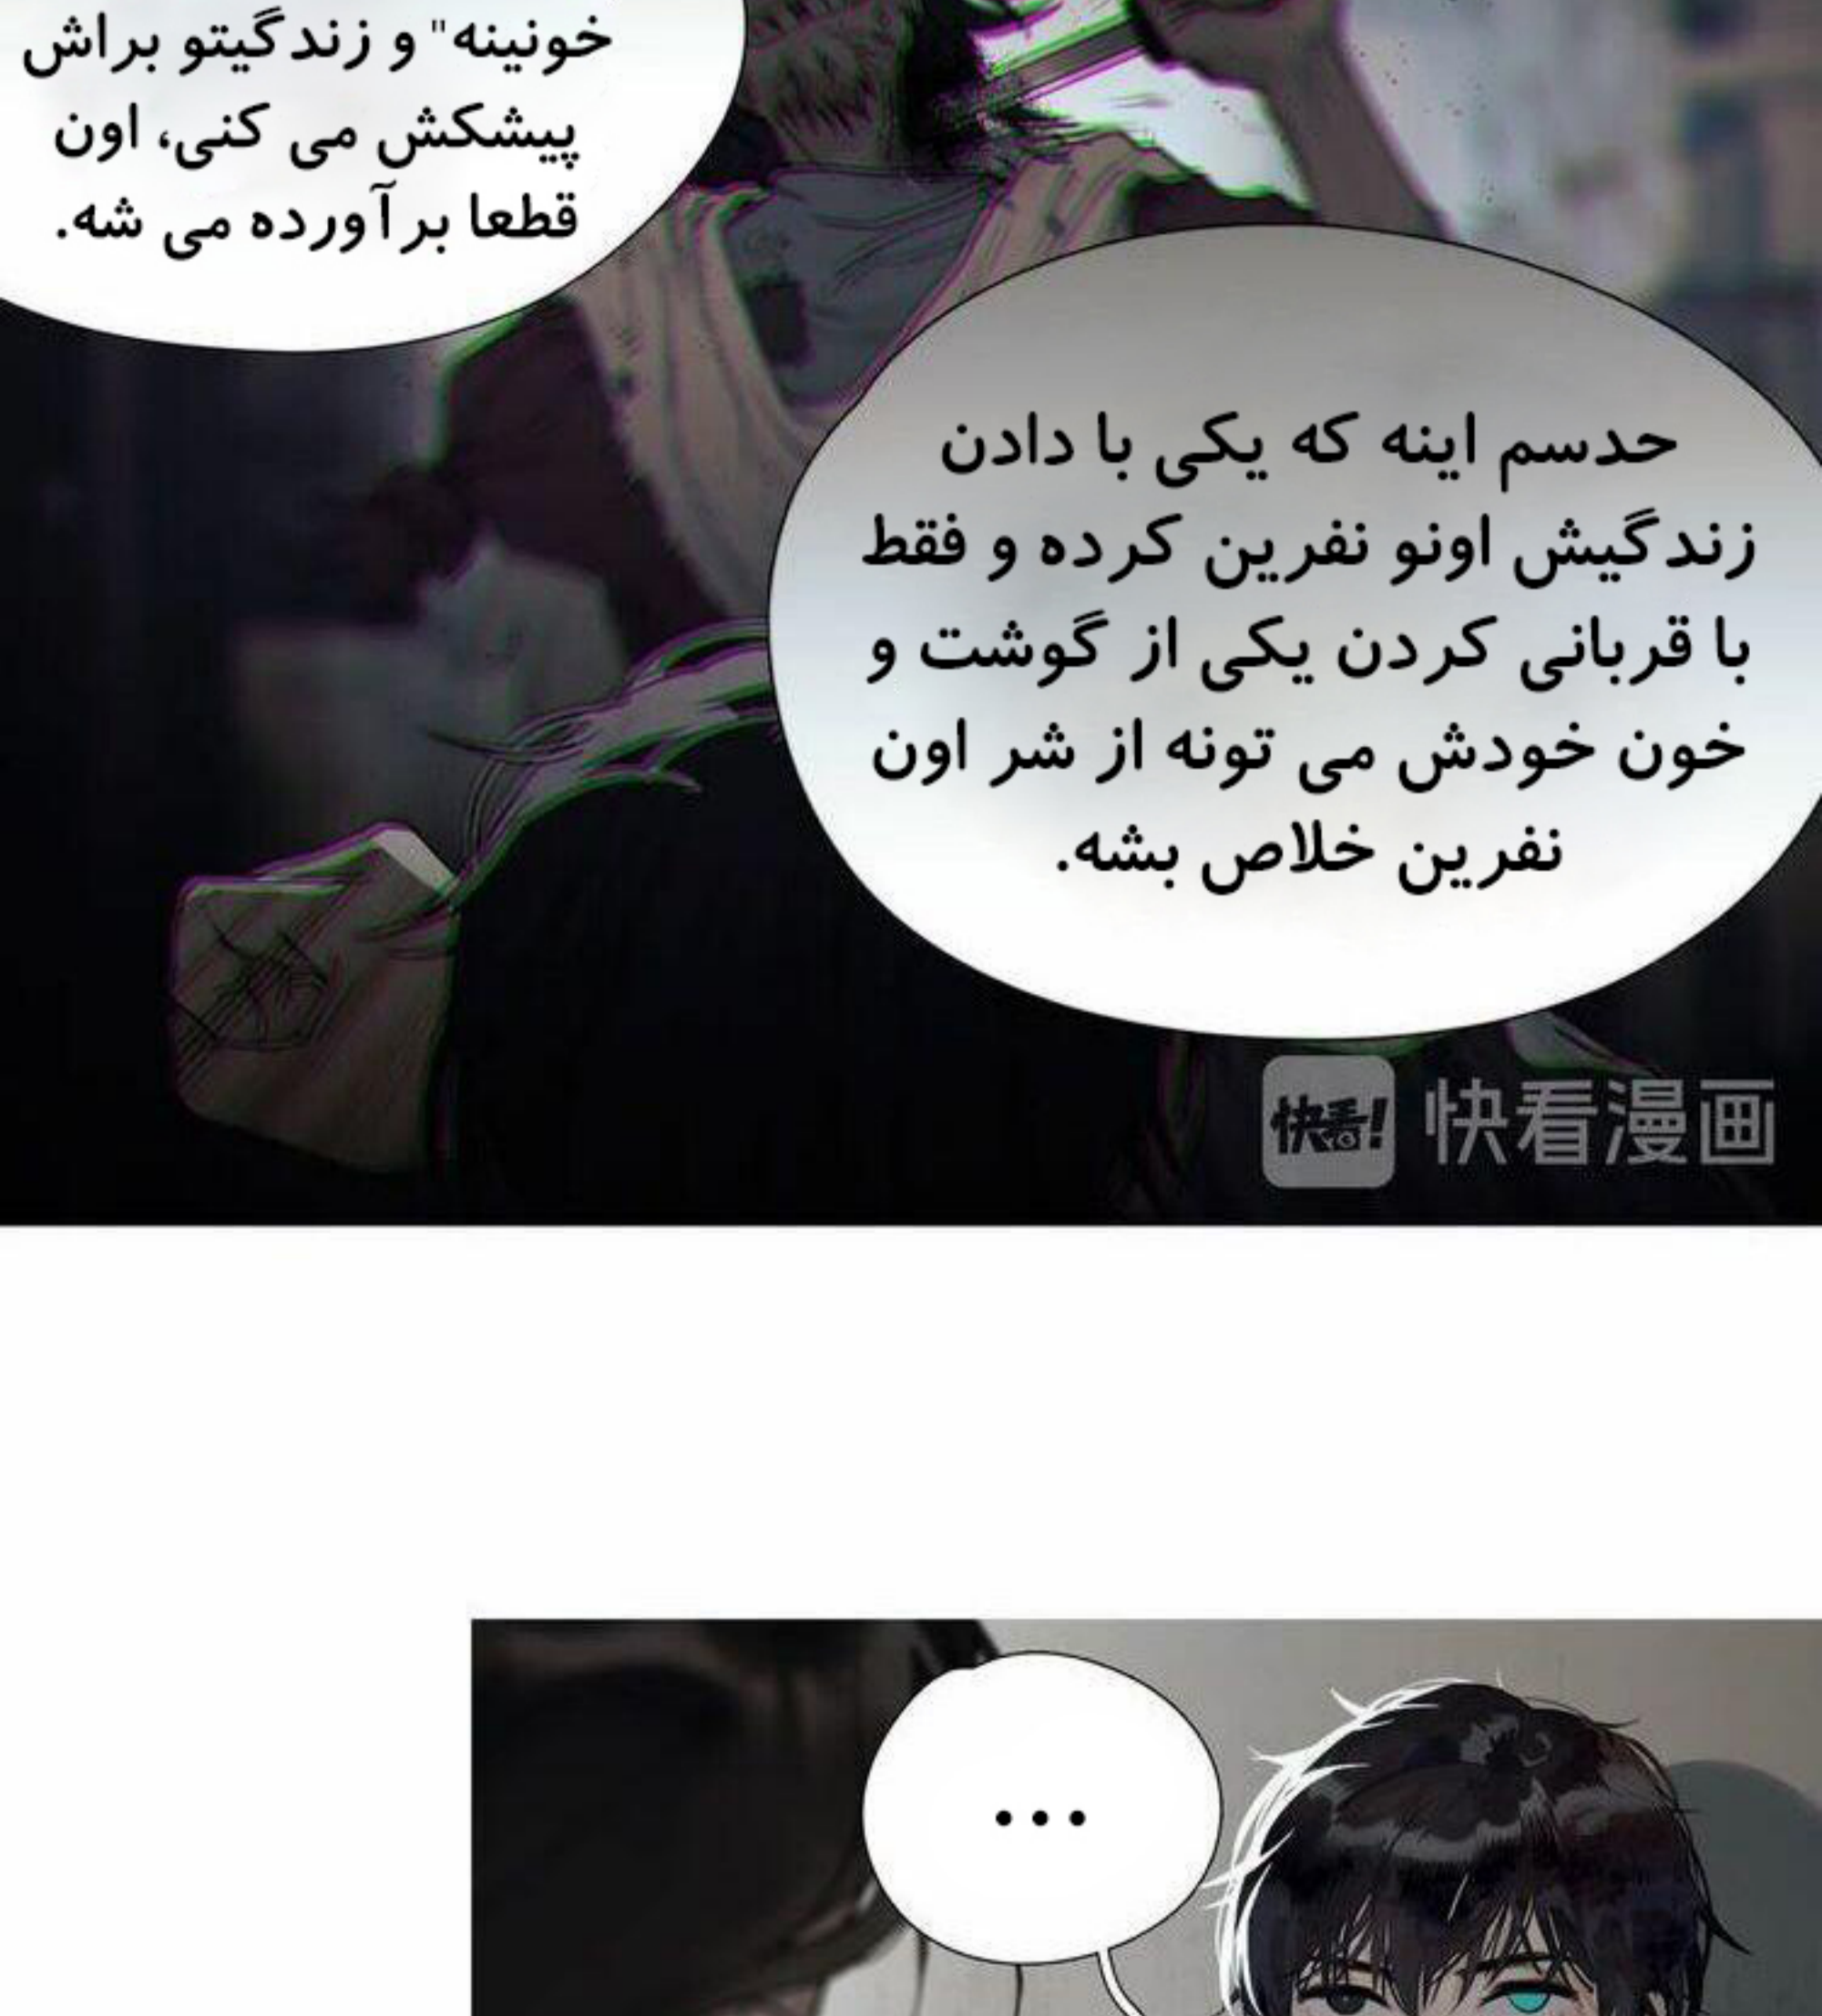 خونینه" و زندگیتو براش
پیشکش می کنی، اون
قطعا برآورده می شه.
حدسم اینه که یکی با دادن
زندگیش اونو نفرین کرده و فقط
با قربانی کردن یکی از گوشت و
خون خودش می تونه از شر اون
نفرین خلاص بشه.
快看! 快看漫画
...